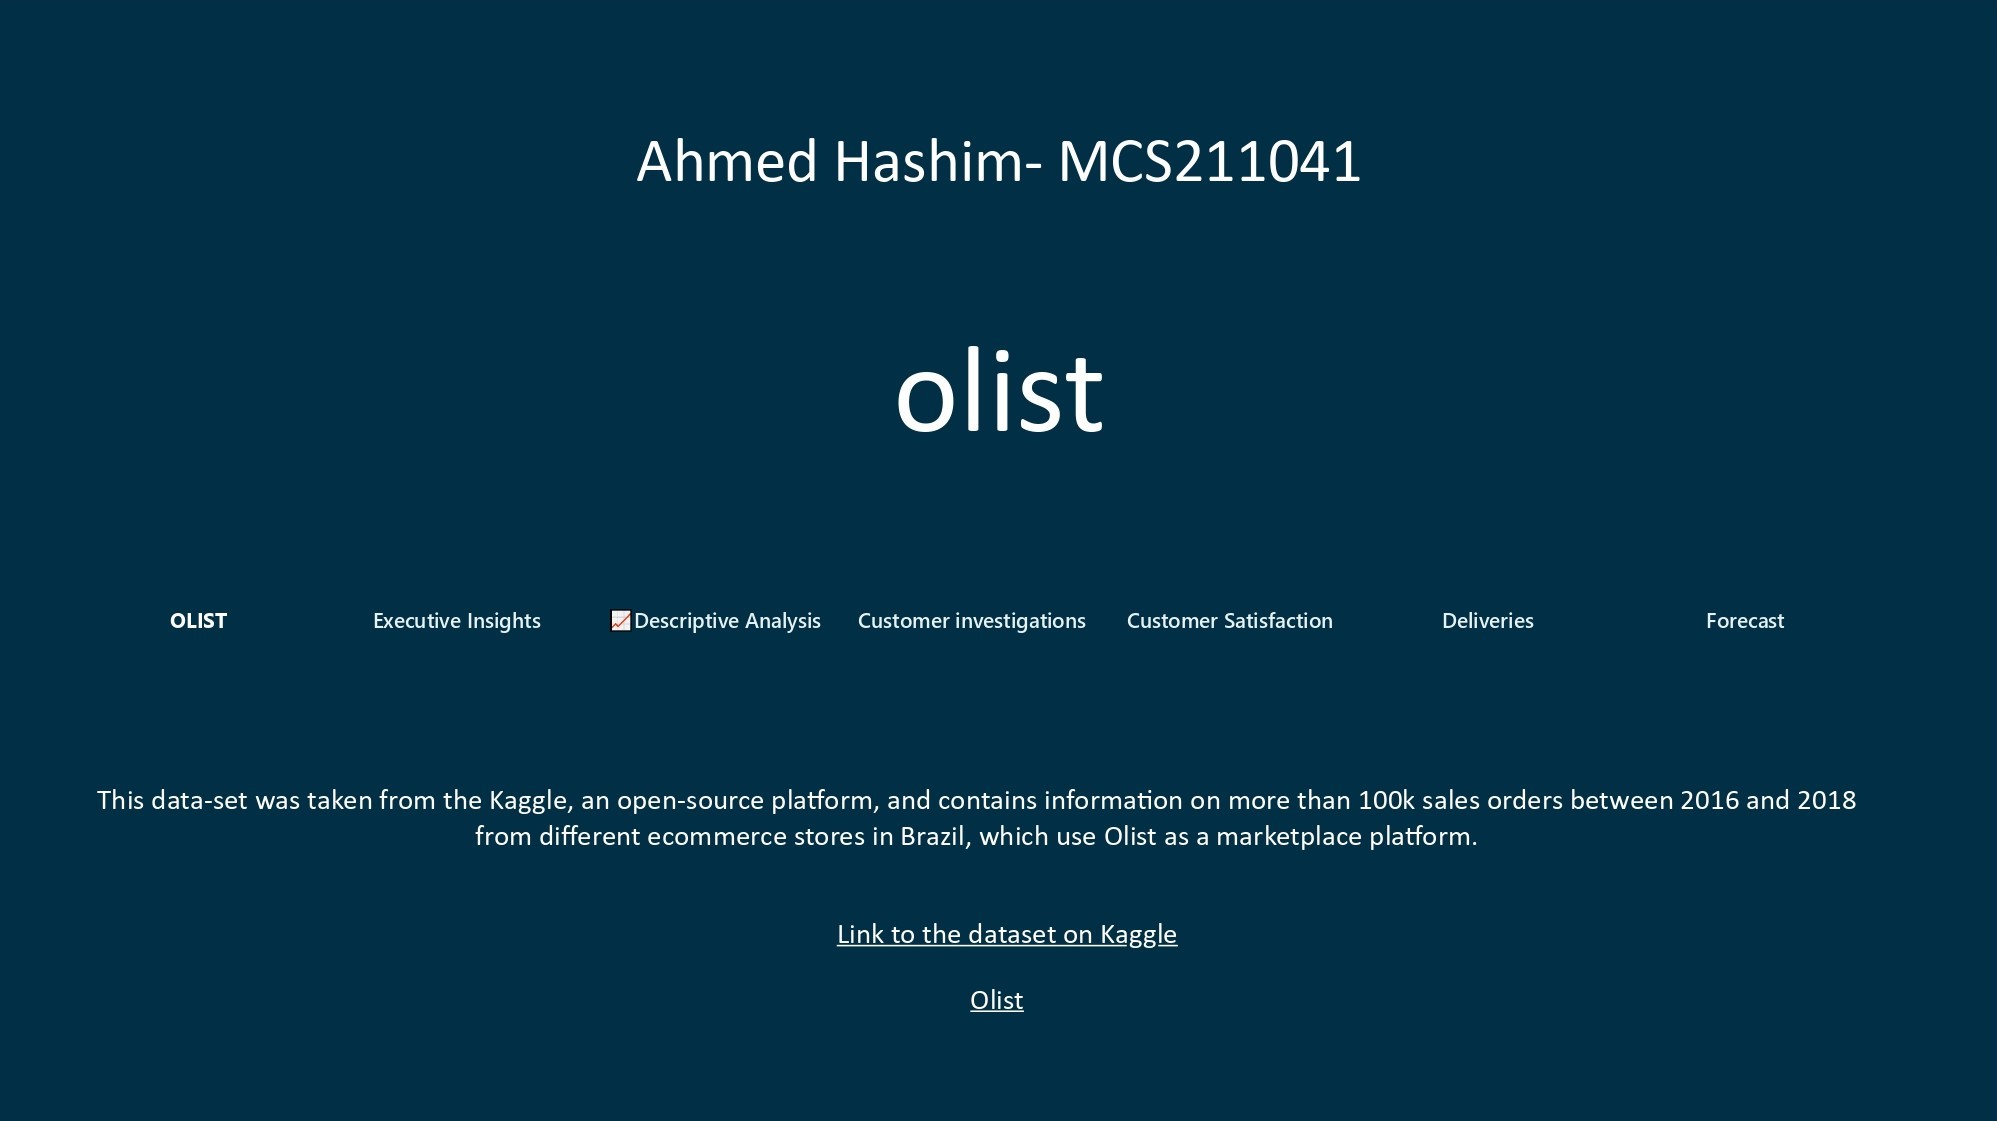 Ahmed Hashim- MCS211041
olist
OLIST Executive Insights 📈Descriptive Analysis Customer investigations Customer Satisfaction Deliveries Forecast
This data-set was taken from the Kaggle, an open-source platform, and contains information on more than 100k sales orders between 2016 and 2018
from different ecommerce stores in Brazil, which use Olist as a marketplace platform.
Link to the dataset on Kaggle
Olist